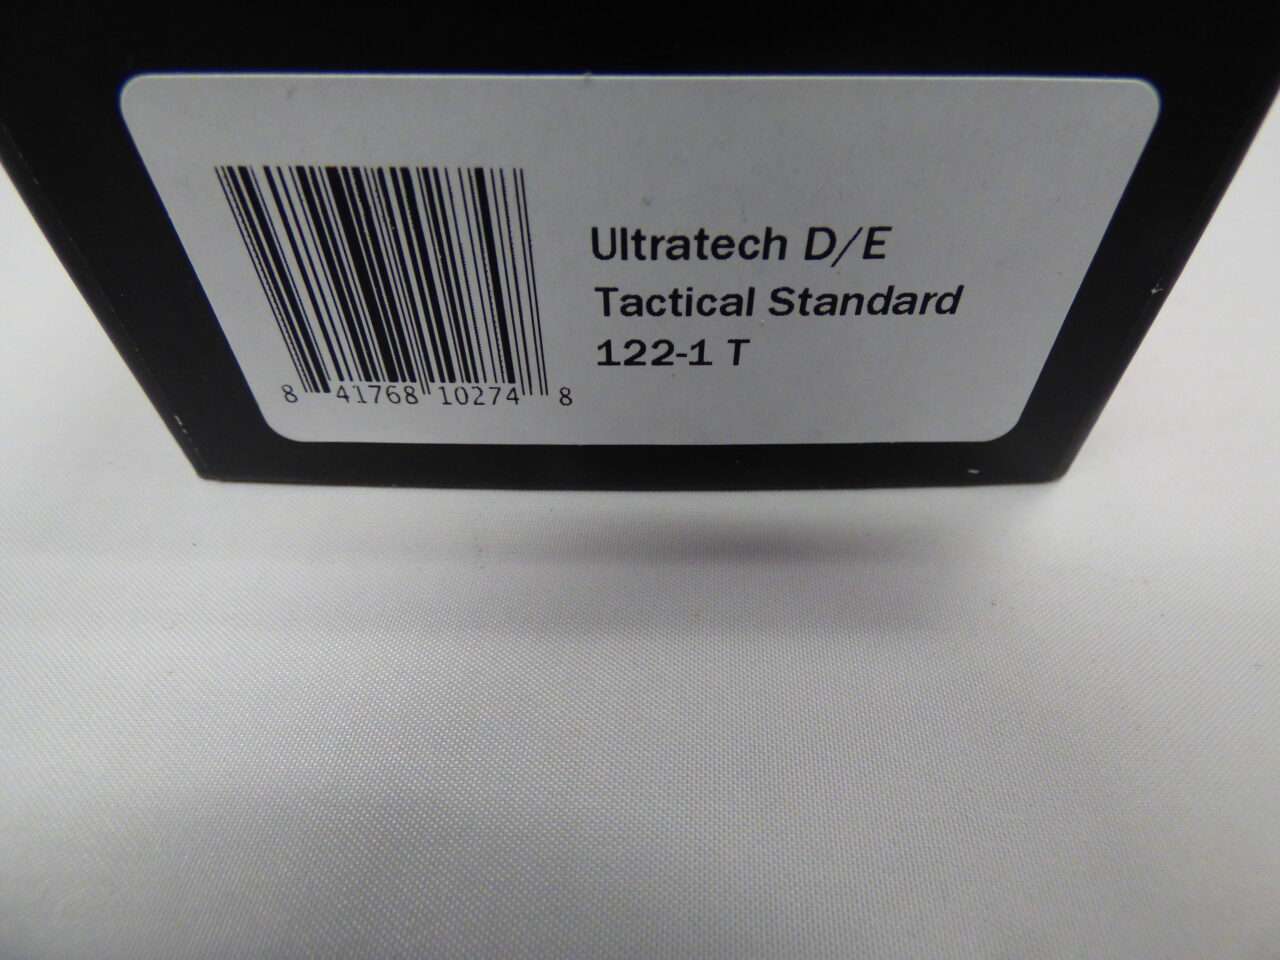 Ultratech D/E
Tactical Standard
122-1 T
8 41768 10274 8